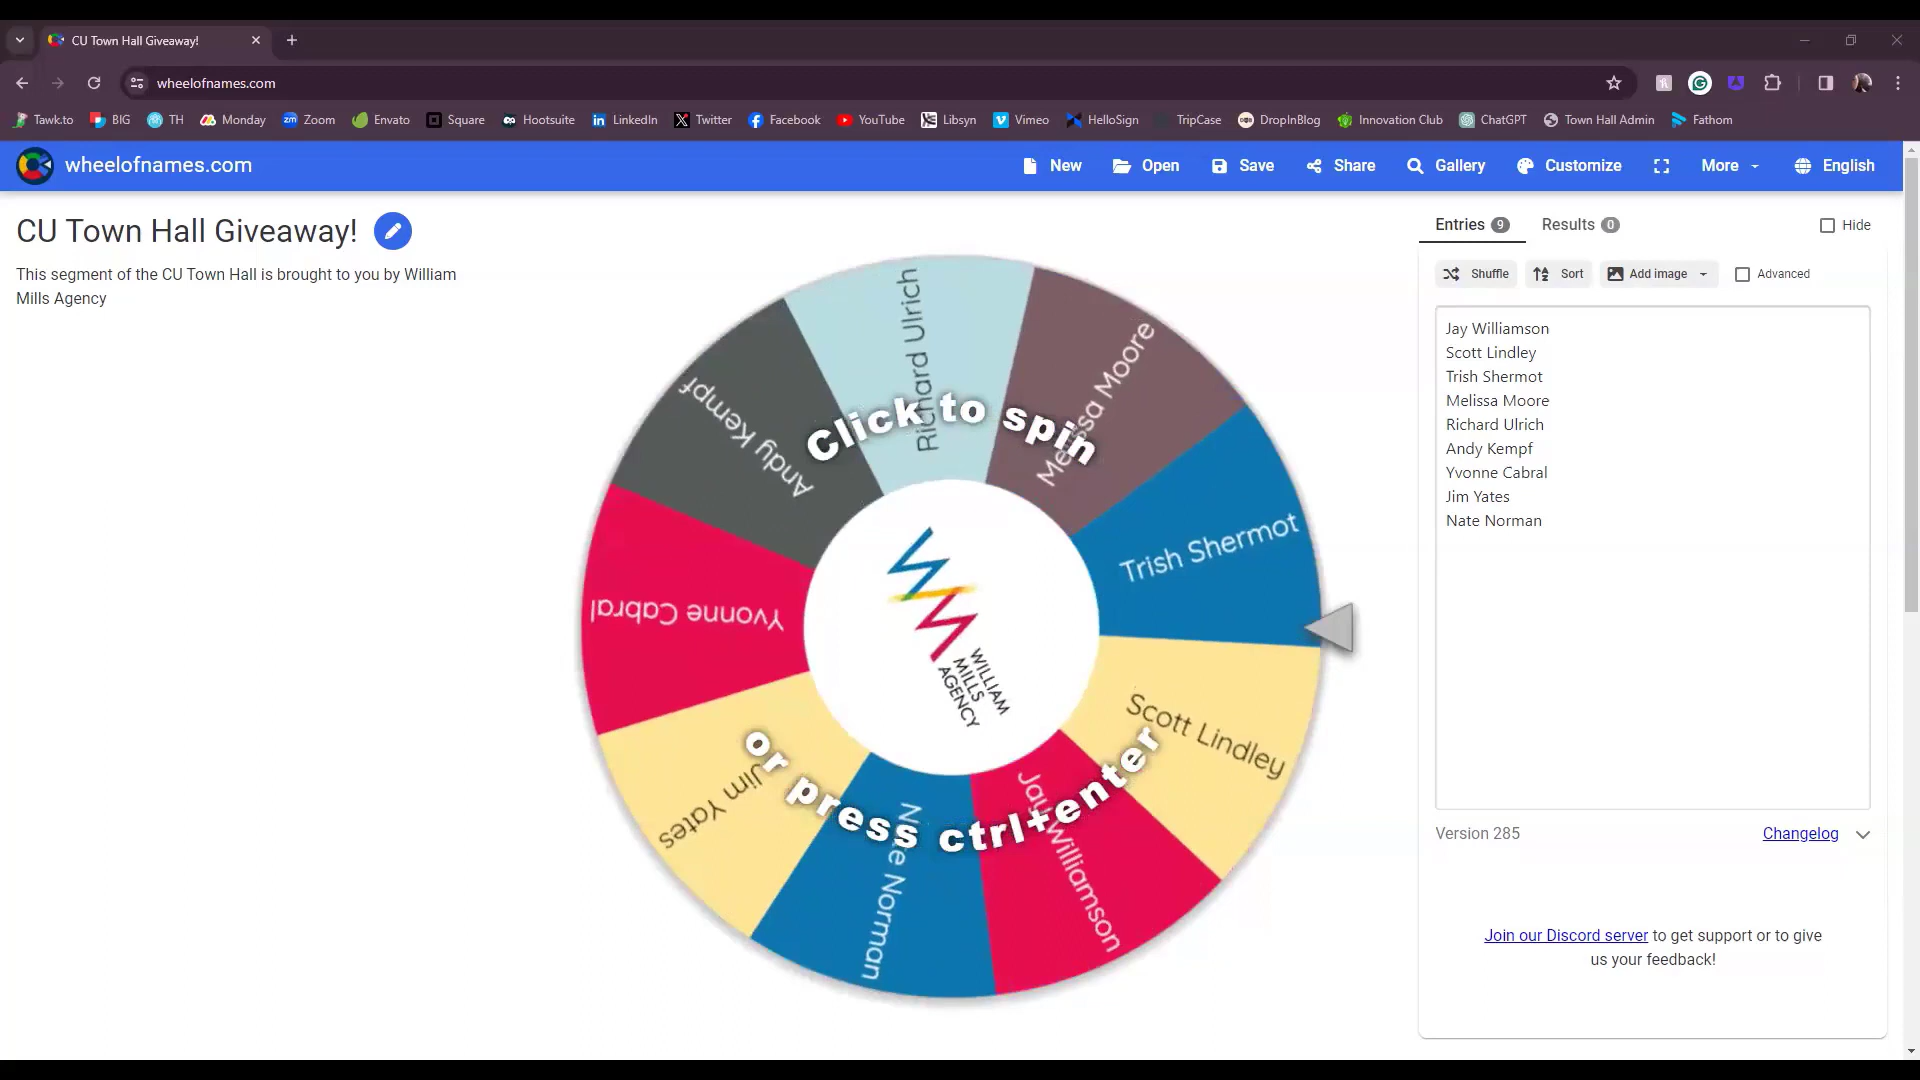 CU Town Hall Giveaway!
wheelofnames.com
Tawk.to BIG TH Monday Zoom Envato Square Hootsuite LinkedIn Twitter Facebook YouTube Libsyn Vimeo HelloSign TripCase DropInBlog Innovation Club ChatGPT Town Hall Admin Fathom
wheelofnames.com New Open Save Share Gallery Customize More English
CU Town Hall Giveaway!
This segment of the CU Town Hall is brought to you by William
Mills Agency
Click to spin
or press ctrl+enter
Richard Ulrich
Melissa Moore
Trish Shermot
Scott Lindley
Jay Williamson
Nate Norman
Jim Yates
Yvonne Cabral
Andy Kempf
WM
WILLIAM
MILLS
AGENCY
Entries 9 Results 0 Hide
Shuffle Sort Add image Advanced
Jay Williamson
Scott Lindley
Trish Shermot
Melissa Moore
Richard Ulrich
Andy Kempf
Yvonne Cabral
Jim Yates
Nate Norman
Version 285 Changelog
Join our Discord server to get support or to give
us your feedback!